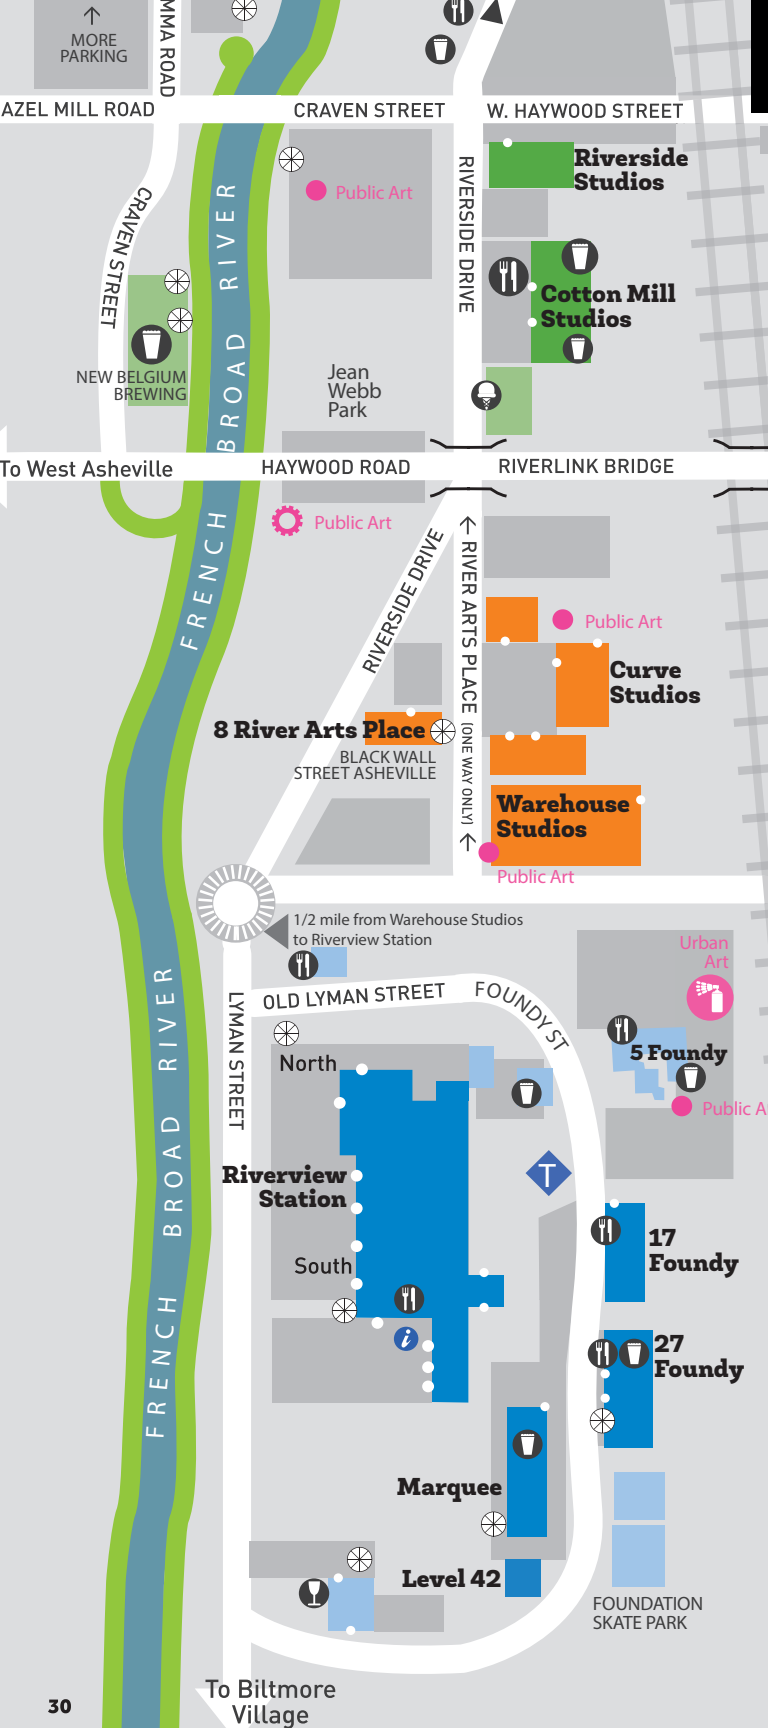 MORE
PARKING
MMA ROAD
AZEL MILL ROAD
CRAVEN STREET
W. HAYWOOD STREET
Riverside
Studios
Public Art
RIVERSIDE DRIVE
CRAVEN STREET
FRENCH BROAD RIVER
Cotton Mill
Studios
NEW BELGIUM
BREWING
Jean
Webb
Park
To West Asheville
HAYWOOD ROAD
RIVERLINK BRIDGE
Public Art
RIVERSIDE DRIVE
← RIVER ARTS PLACE (ONE WAY ONLY) ←
Public Art
Curve
Studios
8 River Arts Place
BLACK WALL
STREET ASHEVILLE
Warehouse
Studios
Public Art
1/2 mile from Warehouse Studios
to Riverview Station
Urban
Art
OLD LYMAN STREET
FOUNDY ST
LYMAN STREET
5 Foundy
North
Public A
FRENCH BROAD RIVER
T
Riverview
Station
17
Foundy
South
i
27
Foundy
Marquee
Level 42
FOUNDATION
SKATE PARK
To Biltmore
Village
30